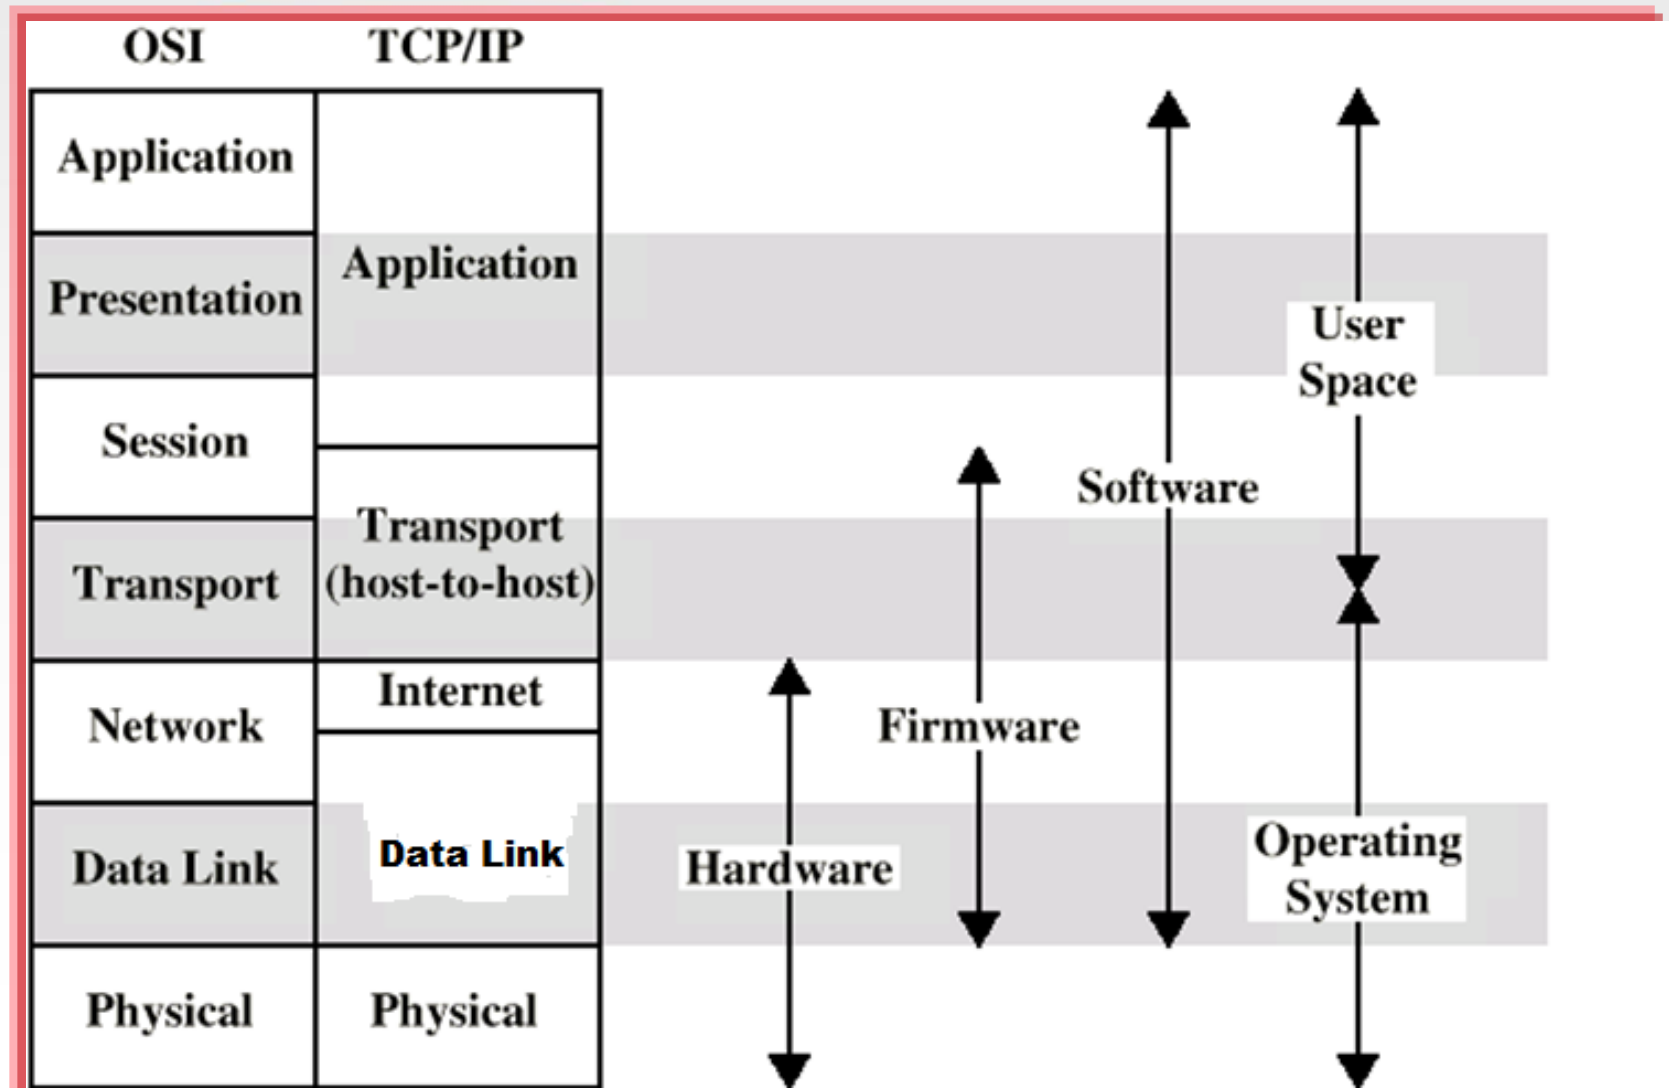 OSI
TCP/IP
Application
Presentation
Session
Transport
Network
Data Link
Physical
Application
Transport
(host-to-host)
Internet
Data Link
Physical
Hardware
Firmware
Software
User
Space
Operating
System